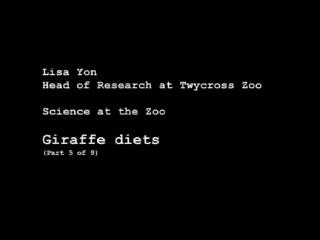 Lisa Yon
Head of Research at Twycross Zoo
Science at the Zoo
Giraffe diets
(Part 5 of 9)